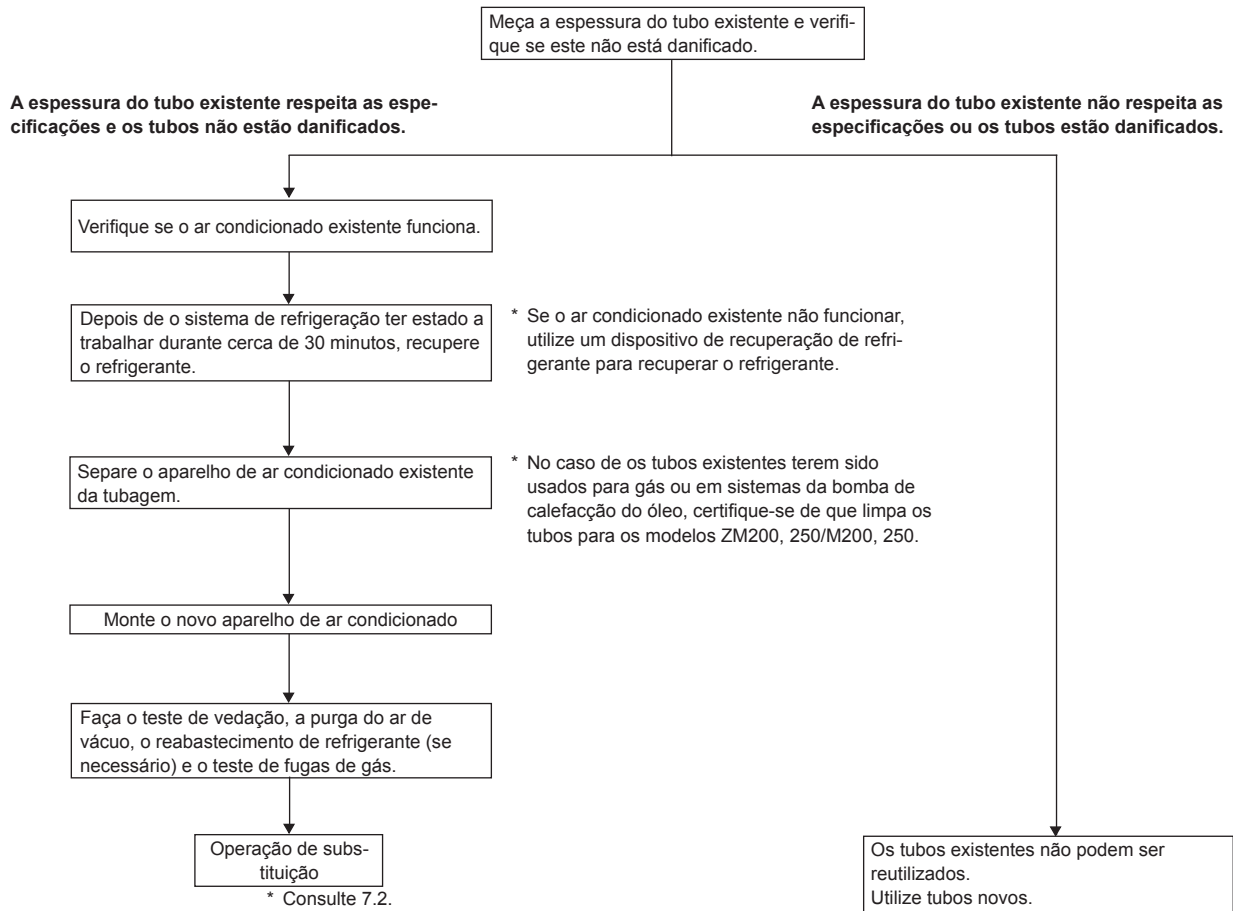 Meça a espessura do tubo existente e verifi-
que se este não está danificado.
A espessura do tubo existente respeita as espe-
cificações e os tubos não estão danificados.
A espessura do tubo existente não respeita as
especificações ou os tubos estão danificados.
Verifique se o ar condicionado existente funciona.
Depois de o sistema de refrigeração ter estado a
trabalhar durante cerca de 30 minutos, recupere
o refrigerante.
* Se o ar condicionado existente não funcionar,
utilize um dispositivo de recuperação de refri-
gerante para recuperar o refrigerante.
Separe o aparelho de ar condicionado existente
da tubagem.
* No caso de os tubos existentes terem sido
usados para gás ou em sistemas da bomba de
calefacção do óleo, certifique-se de que limpa os
tubos para os modelos ZM200, 250/M200, 250.
Monte o novo aparelho de ar condicionado
Faça o teste de vedação, a purga do ar de
vácuo, o reabastecimento de refrigerante (se
necessário) e o teste de fugas de gás.
Operação de subs-
tituição
* Consulte 7.2.
Os tubos existentes não podem ser
reutilizados.
Utilize tubos novos.